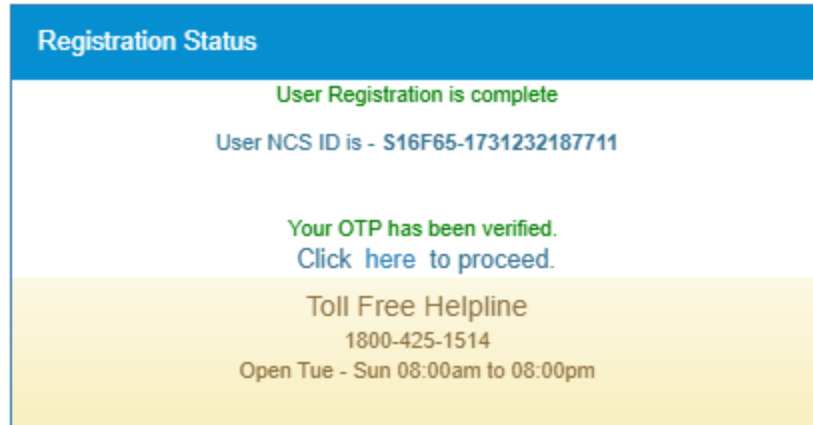 Registration Status
User Registration is complete
User NCS ID is - S16F65-1731232187711
Your OTP has been verified.
Click here to proceed.
Toll Free Helpline
1800-425-1514
Open Tue - Sun 08:00am to 08:00pm